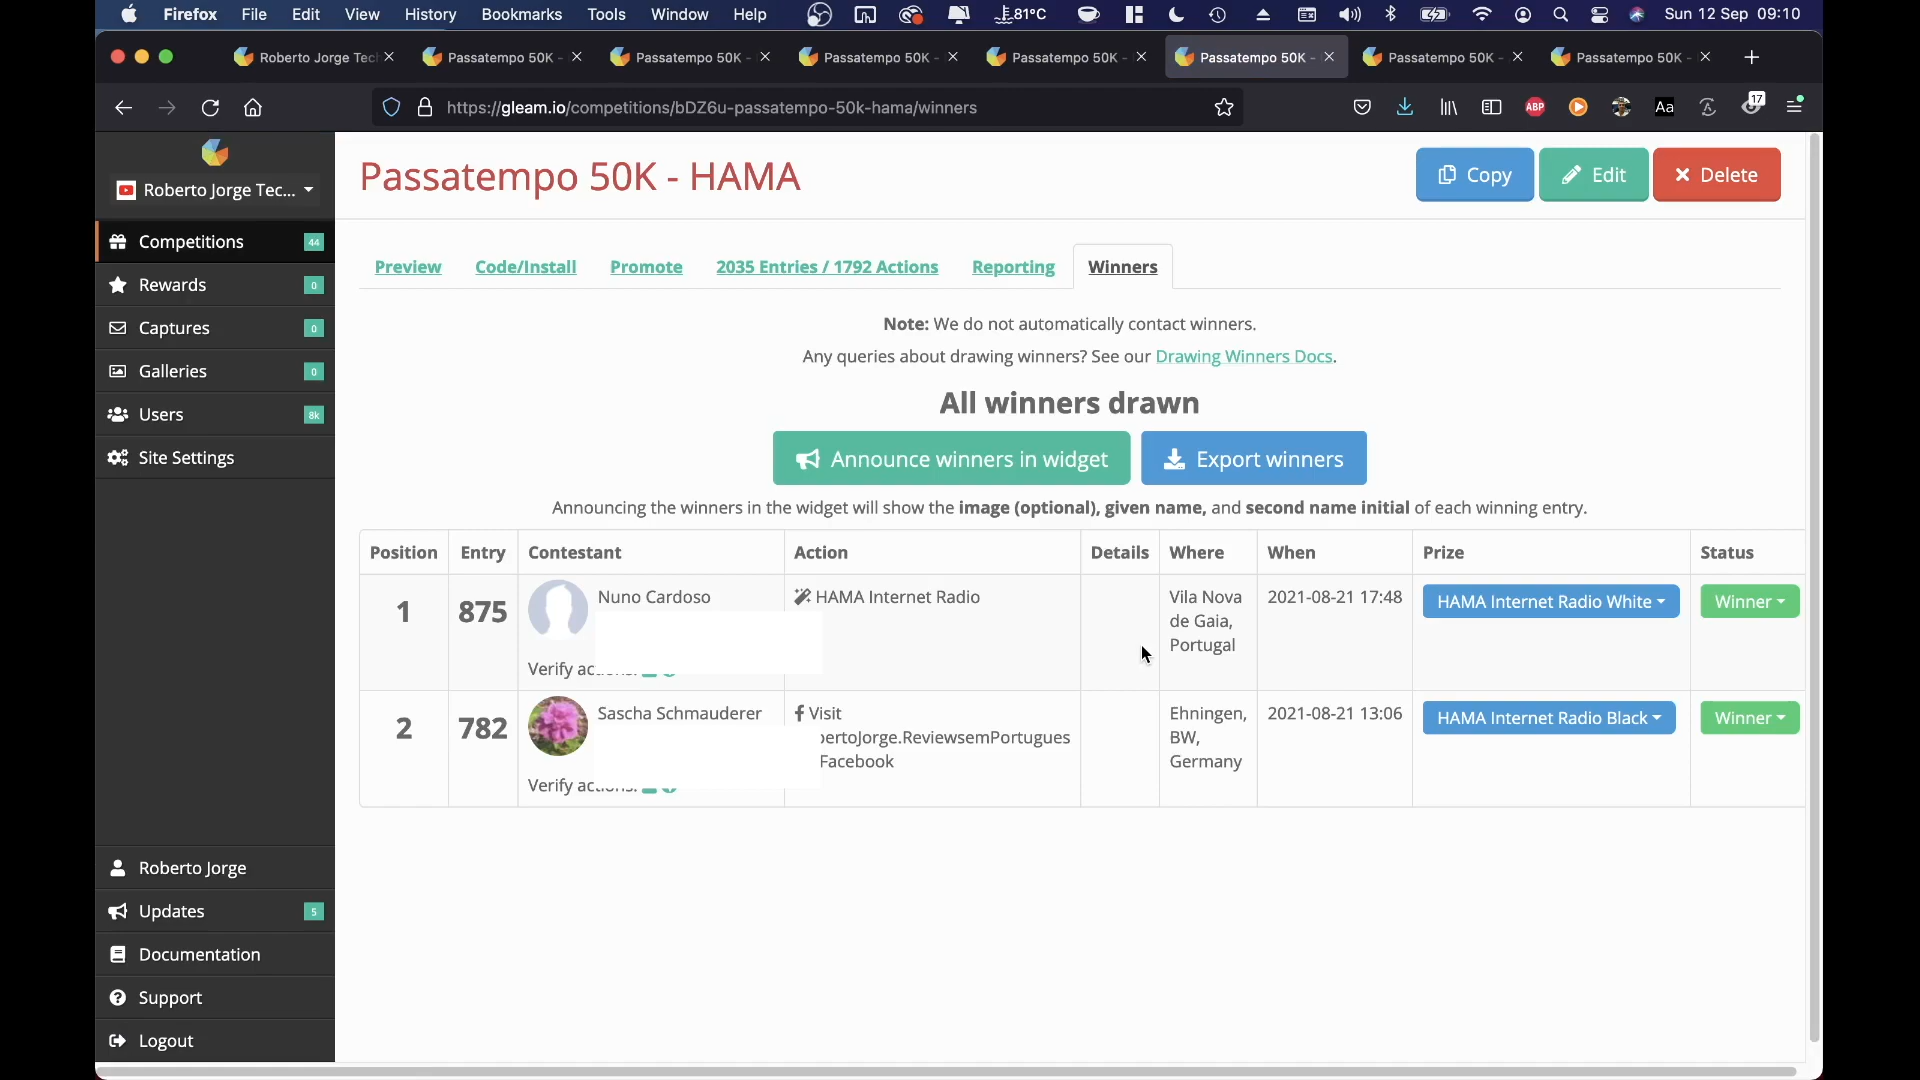 Firefox File Edit View History Bookmarks Tools Window Help 81°C Sun 12 Sep 09:10
Roberto Jorge Tec Passatempo 50K - Passatempo 50K - Passatempo 50K - Passatempo 50K - Passatempo 50K - Passatempo 50K - Passatempo 50K -
https://gleam.io/competitions/bDZ6u-passatempo-50k-hama/winners ABP Aa 17
Roberto Jorge Tec...
Competitions 44
Rewards 0
Captures 0
Galleries 0
Users 8k
Site Settings
Roberto Jorge
Updates 5
Documentation
Support
Logout
Passatempo 50K - HAMA
Copy Edit Delete
Preview Code/Install Promote 2035 Entries / 1792 Actions Reporting Winners
Note: We do not automatically contact winners.
Any queries about drawing winners? See our Drawing Winners Docs.
All winners drawn
Announce winners in widget Export winners
Announcing the winners in the widget will show the image (optional), given name, and second name initial of each winning entry.
Position Entry Contestant Action Details Where When Prize Status
1 875 Nuno Cardoso HAMA Internet Radio Vila Nova 2021-08-21 17:48 HAMA Internet Radio White Winner
de Gaia,
Portugal
Verify
2 782 Sascha Schmauderer Visit Ehningen, 2021-08-21 13:06 HAMA Internet Radio Black Winner
bertoJorge.ReviewsemPortugues BW,
Facebook Germany
Verify